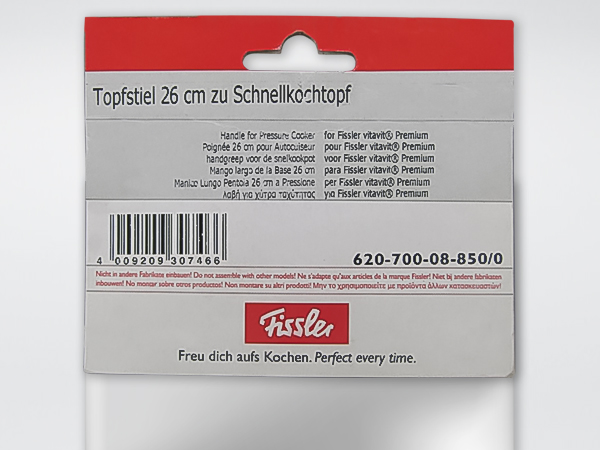 Topfstiel 26 cm zu Schnellkochtopf
Handle for Pressure Cooker for Fissler vitavit® Premium
Poignée 26 cm pour Autocuiseur pour Fissler vitavit® Premium
handgreep voor de snelkookpot voor Fissler vitavit® Premium
Mango largo de la Base 26 cm para Fissler vitavit® Premium
Manico Lungo Pentola 26 cm a Pressione per Fissler vitavit® Premium
λαβή για χύτρα ταχύτητας για Fissler vitavit® Premium
4 009209 307466
620-700-08-850/0
Nicht in andere Fabrikate einbauen! Do not assemble with other models! Ne s'adapte qu'aux articles de la marque Fissler! Niet bij andere fabrikaten
inbouwen! No montar sobre otros productos! Non montare su altri prodotti! Μην το χρησιμοποιείτε με προϊόντα άλλων κατασκευαστών!
Fissler
Freu dich aufs Kochen. Perfect every time.